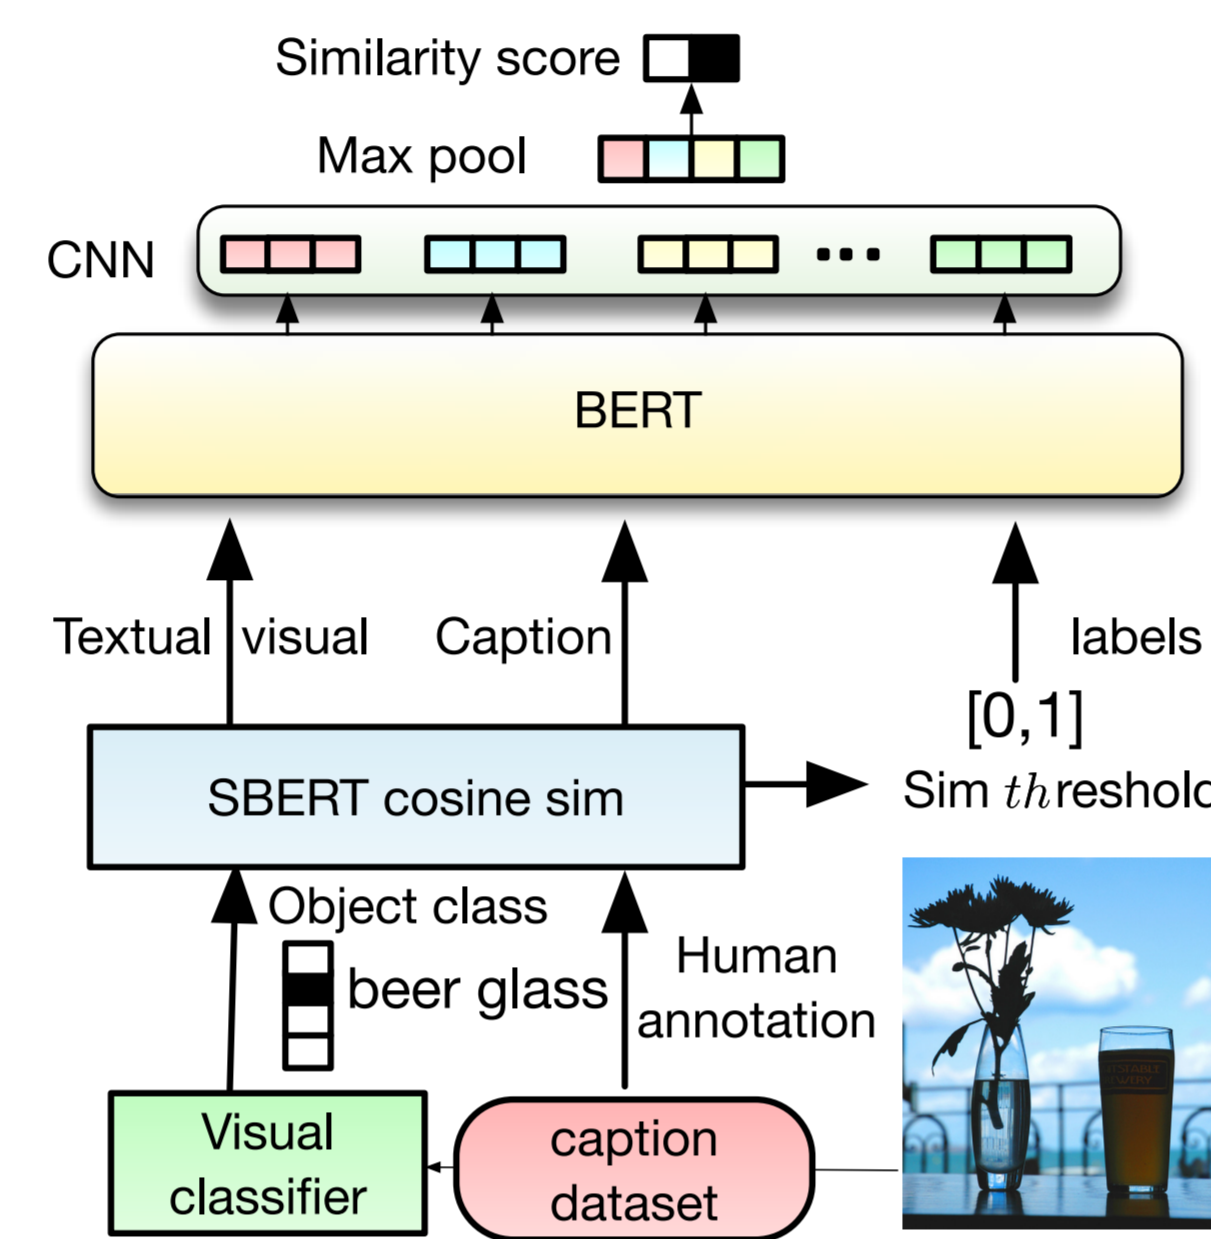 Similarity score
Max pool
CNN
BERT
Textual visual Caption labels
[0,1]
SBERT cosine sim Sim threshold
Object class
beer glass
Human
annotation
Visual
classifier
caption
dataset